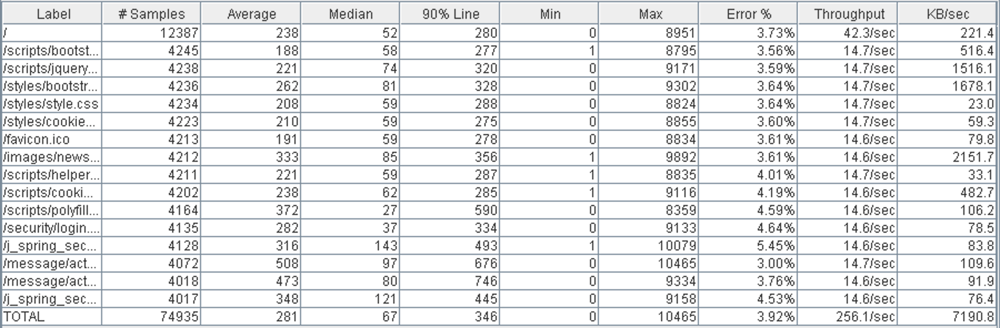 Label # Samples Average Median 90% Line Min Max Error % Throughput KB/sec
/ 12387 238 52 280 0 8951 3.73% 42.3/sec 221.4
/scripts/bootst... 4245 188 58 277 1 8795 3.56% 14.7/sec 516.4
/scripts/jquery... 4238 221 74 320 0 9171 3.59% 14.7/sec 1516.1
/styles/bootstr... 4236 262 81 328 0 9302 3.64% 14.7/sec 1678.1
/styles/style.css 4234 208 59 288 0 8824 3.64% 14.7/sec 23.0
/styles/cookie... 4223 210 59 275 0 8855 3.60% 14.7/sec 59.3
/favicon.ico 4213 191 59 278 0 8834 3.61% 14.6/sec 79.8
/images/news... 4212 333 85 356 1 9892 3.61% 14.6/sec 2151.7
/scripts/helper... 4211 221 59 287 1 8835 4.01% 14.7/sec 33.1
/scripts/cooki... 4202 238 62 285 1 9116 4.19% 14.6/sec 482.7
/scripts/polyfill... 4164 372 27 590 0 8359 4.59% 14.6/sec 106.2
/security/login.... 4135 282 37 334 0 9133 4.64% 14.6/sec 78.5
/j_spring_sec... 4128 316 143 493 1 10079 5.45% 14.6/sec 83.8
/message/act... 4072 508 97 676 0 10465 3.00% 14.7/sec 109.6
/message/act... 4018 473 80 746 0 9334 3.76% 14.6/sec 91.9
/j_spring_sec... 4017 348 121 445 0 9158 4.53% 14.6/sec 76.4
TOTAL 74935 281 67 346 0 10465 3.92% 256.1/sec 7190.8